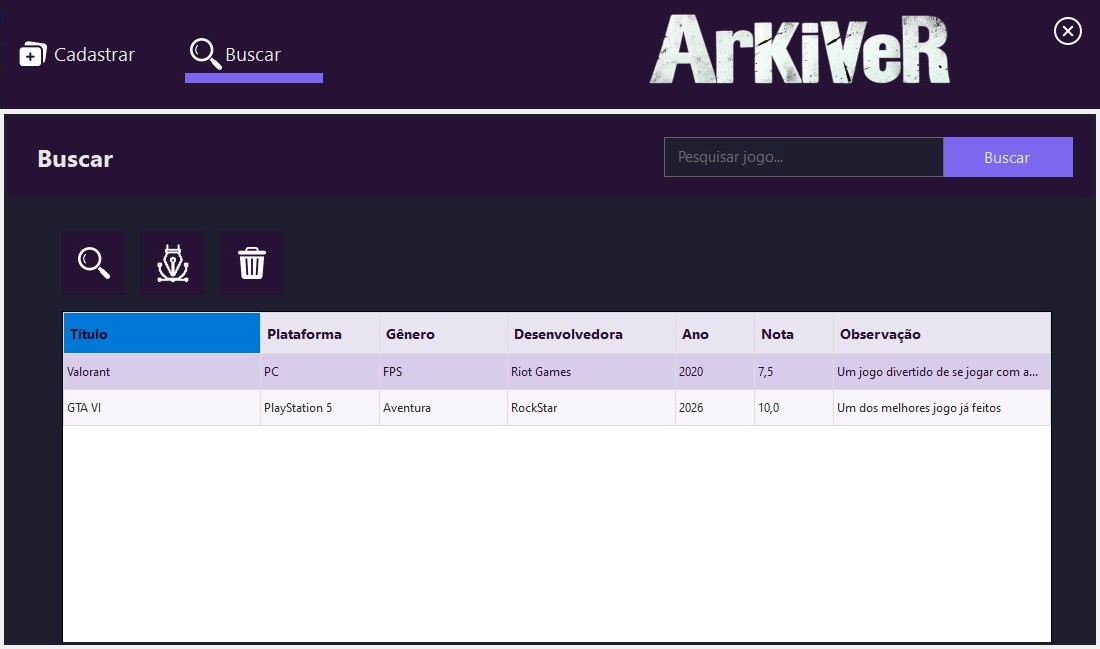 Cadastrar
Buscar
ArKiVeR
Buscar
Pesquisar jogo...
Buscar
Título Plataforma Gênero Desenvolvedora Ano Nota Observação
Valorant PC FPS Riot Games 2020 7,5 Um jogo divertido de se jogar com a...
GTA VI PlayStation 5 Aventura RockStar 2026 10,0 Um dos melhores jogo já feitos